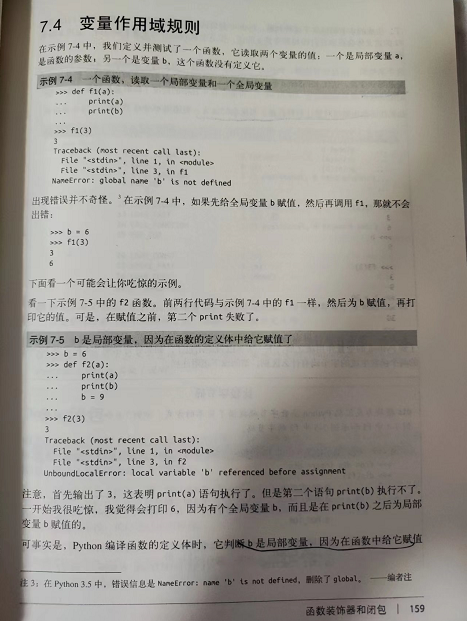 7.4 变量作用域规则
在示例 7-4 中，我们定义并测试了一个函数，它读取两个变量的值：一个是局部变量 a，
是函数的参数；另一个是变量 b，这个函数没有定义它。
示例 7-4 一个函数，读取一个局部变量和一个全局变量
>>> def f1(a):
... print(a)
... print(b)
...
>>> f1(3)
3
Traceback (most recent call last):
File "<stdin>", line 1, in <module>
File "<stdin>", line 3, in f1
NameError: global name 'b' is not defined
出现错误并不奇怪。³ 在示例 7-4 中，如果先给全局变量 b 赋值，然后再调用 f1，那就不会
出错：
>>> b = 6
>>> f1(3)
3
6
下面看一个可能会让你吃惊的示例。
看一下示例 7-5 中的 f2 函数。前两行代码与示例 7-4 中的 f1 一样，然后为 b 赋值，再打
印它的值。可是，在赋值之前，第二个 print 失败了。
示例 7-5 b 是局部变量，因为在函数的定义体中给它赋值了
>>> b = 6
>>> def f2(a):
... print(a)
... print(b)
... b = 9
...
>>> f2(3)
3
Traceback (most recent call last):
File "<stdin>", line 1, in <module>
File "<stdin>", line 3, in f2
UnboundLocalError: local variable 'b' referenced before assignment
注意，首先输出了 3，这表明 print(a) 语句执行了。但是第二个语句 print(b) 执行不了。
一开始我很吃惊，我觉得会打印 6，因为有个全局变量 b，而且是在 print(b) 之后为局部
变量 b 赋值的。
可事实是，Python 编译函数的定义体时，它判断 b 是局部变量，因为在函数中给它赋值
注 3：在 Python 3.5 中，错误信息是 NameError: name 'b' is not defined，删除了 global。 ——编者注
函数装饰器和闭包 | 159